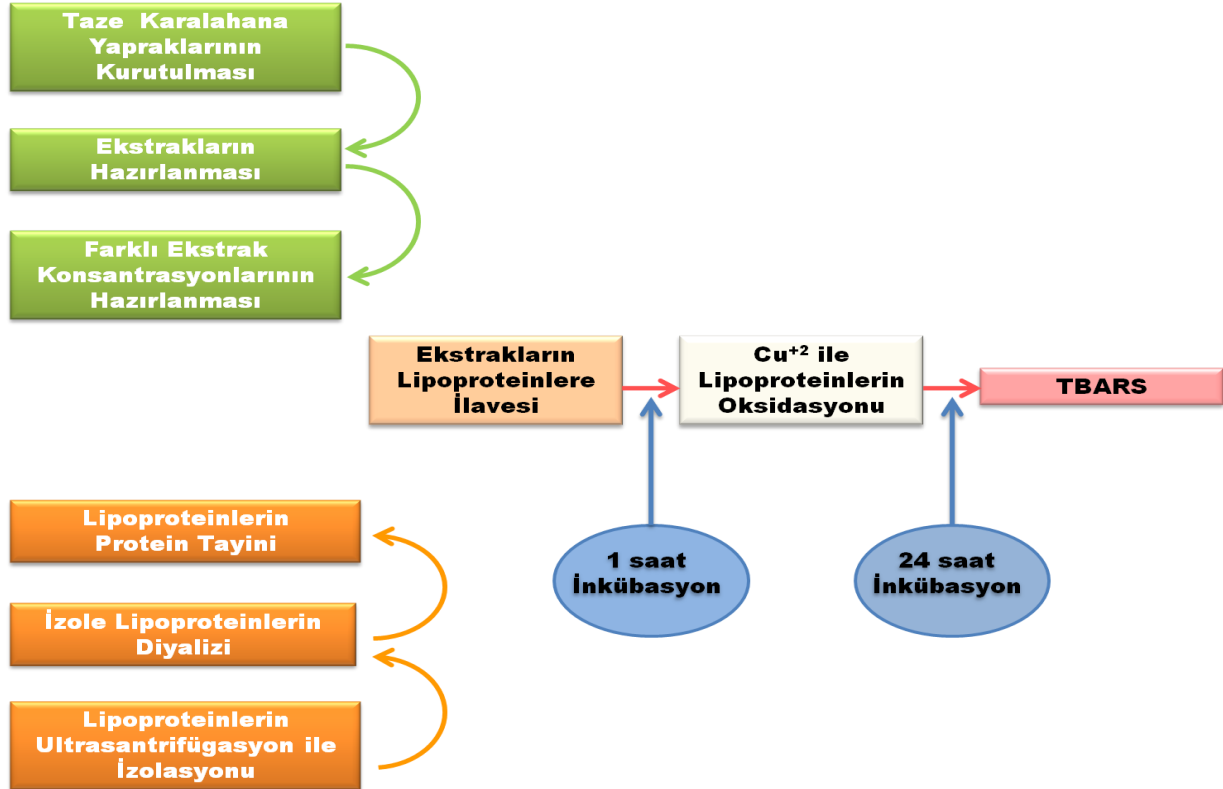 Taze Karalahana
Yapraklarının
Kurutulması
Ekstrakların
Hazırlanması
Farklı Ekstrak
Konsantrasyonlarının
Hazırlanması
Ekstrakların
Lipoproteinlere
İlavesi
Cu⁺² ile
Lipoproteinlerin
Oksidasyonu
TBARS
Lipoproteinlerin
Protein Tayini
1 saat
İnkübasyon
24 saat
İnkübasyon
İzole Lipoproteinlerin
Diyalizi
Lipoproteinlerin
Ultrasantrifügasyon ile
İzolasyonu